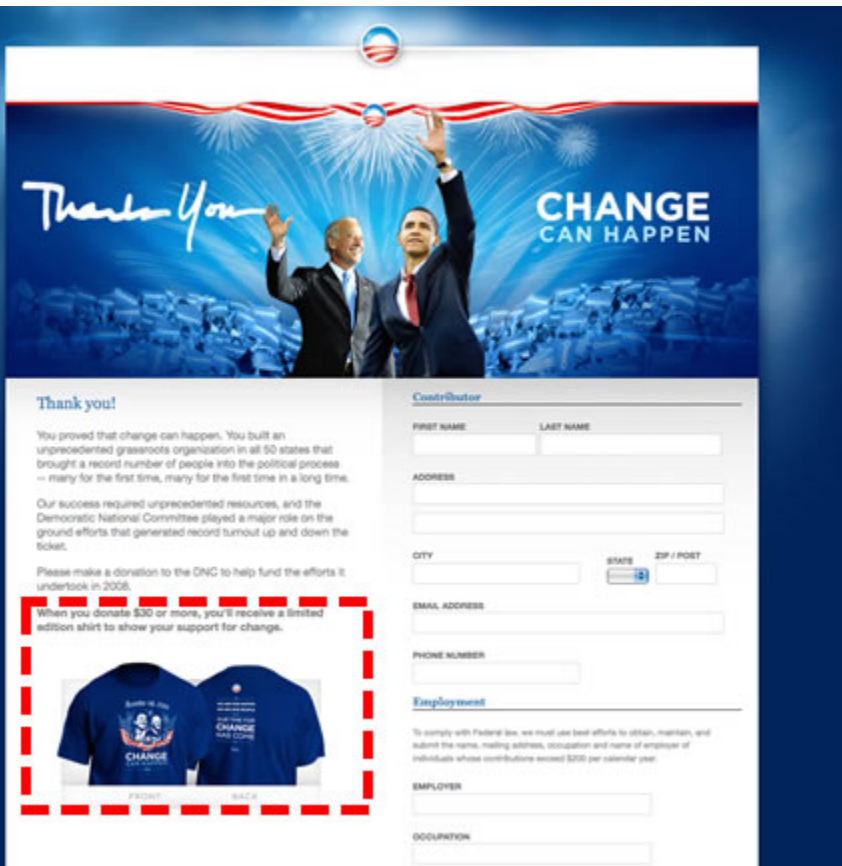 Thank You
CHANGE
CAN HAPPEN
Thank you!
You proved that change can happen. You built an
unprecedented grassroots organization in all 50 states that
brought a record number of people into the political process
-- many for the first time, many for the first time in a long time.
Our success required unprecedented resources, and the
Democratic National Committee played a major role on the
ground efforts that generated record turnout up and down the
ticket.
Please make a donation to the DNC to help fund the efforts it
undertook in 2008.
When you donate $30 or more, you'll receive a limited
edition shirt to show your support for change.
CHANGE
CHANGE
HAS COME
FRONT
BACK
Contributor
FIRST NAME
LAST NAME
ADDRESS
CITY
STATE
ZIP / POST
EMAIL ADDRESS
PHONE NUMBER
Employment
To comply with Federal law, we must use best efforts to obtain, maintain, and
submit the name, mailing address, occupation and name of employer of
individuals whose contributions exceed $200 per calendar year.
EMPLOYER
OCCUPATION